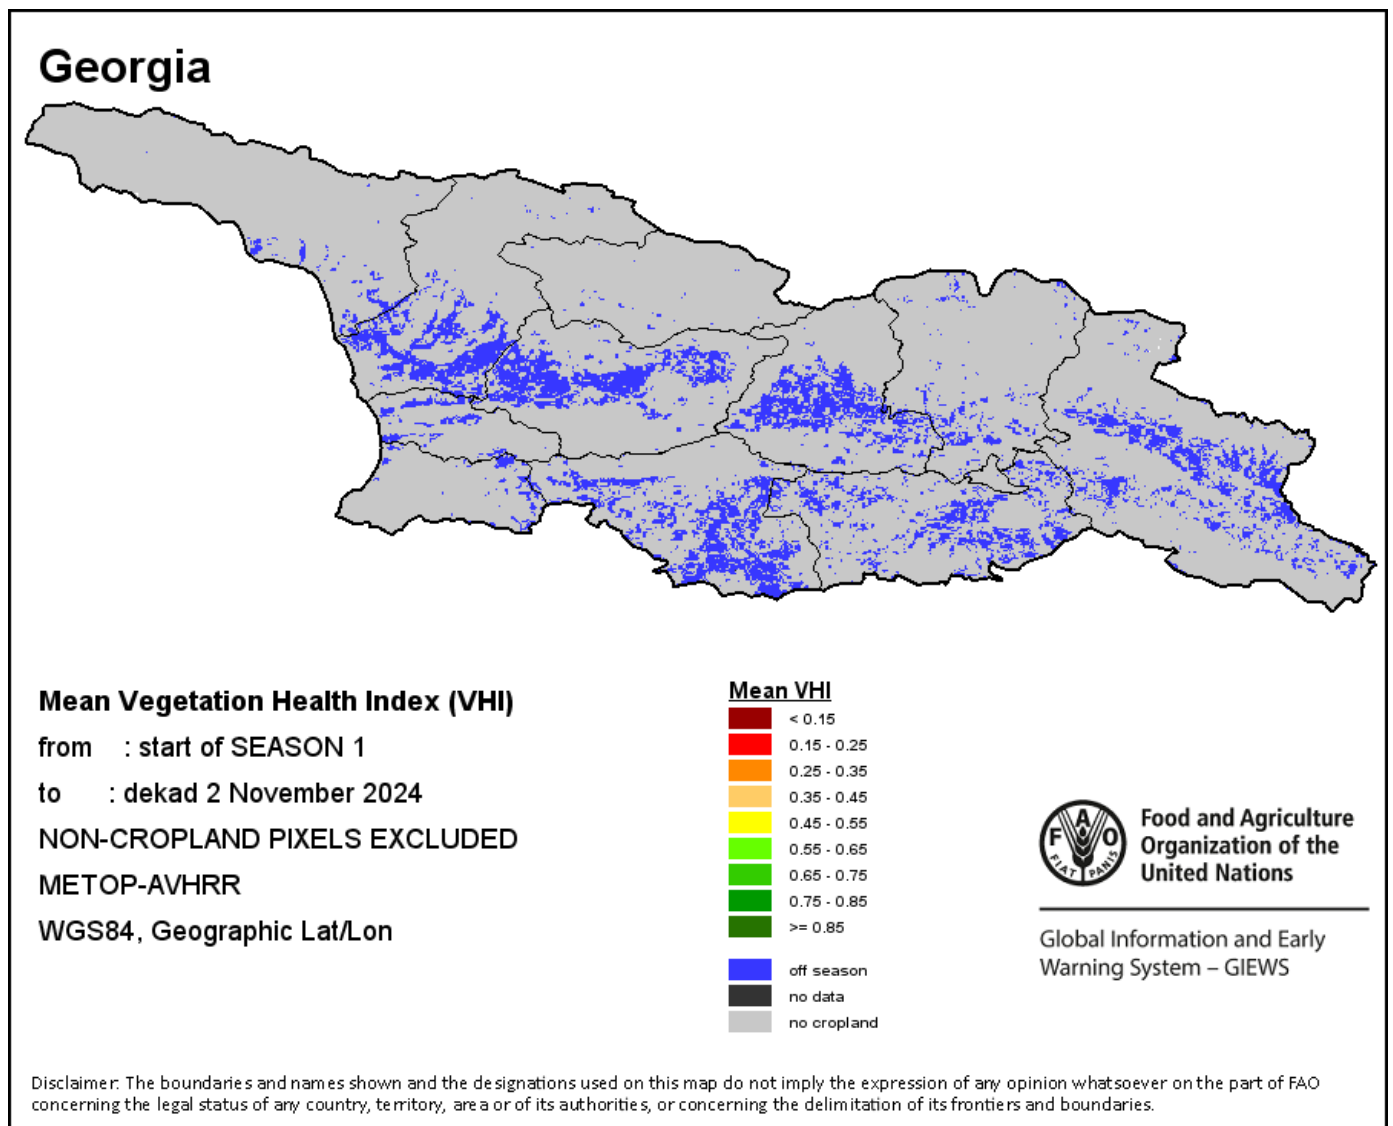 Georgia
Mean Vegetation Health Index (VHI)
from : start of SEASON 1
to : dekad 2 November 2024
NON-CROPLAND PIXELS EXCLUDED
METOP-AVHRR
WGS84, Geographic Lat/Lon
Mean VHI
< 0.15
0.15 - 0.25
0.25 - 0.35
0.35 - 0.45
0.45 - 0.55
0.55 - 0.65
0.65 - 0.75
0.75 - 0.85
>= 0.85
off season
no data
no cropland
F A O
FIAT PANIS
Food and Agriculture
Organization of the
United Nations
Global Information and Early
Warning System – GIEWS
Disclaimer: The boundaries and names shown and the designations used on this map do not imply the expression of any opinion whatsoever on the part of FAO
concerning the legal status of any country, territory, area or of its authorities, or concerning the delimitation of its frontiers and boundaries.